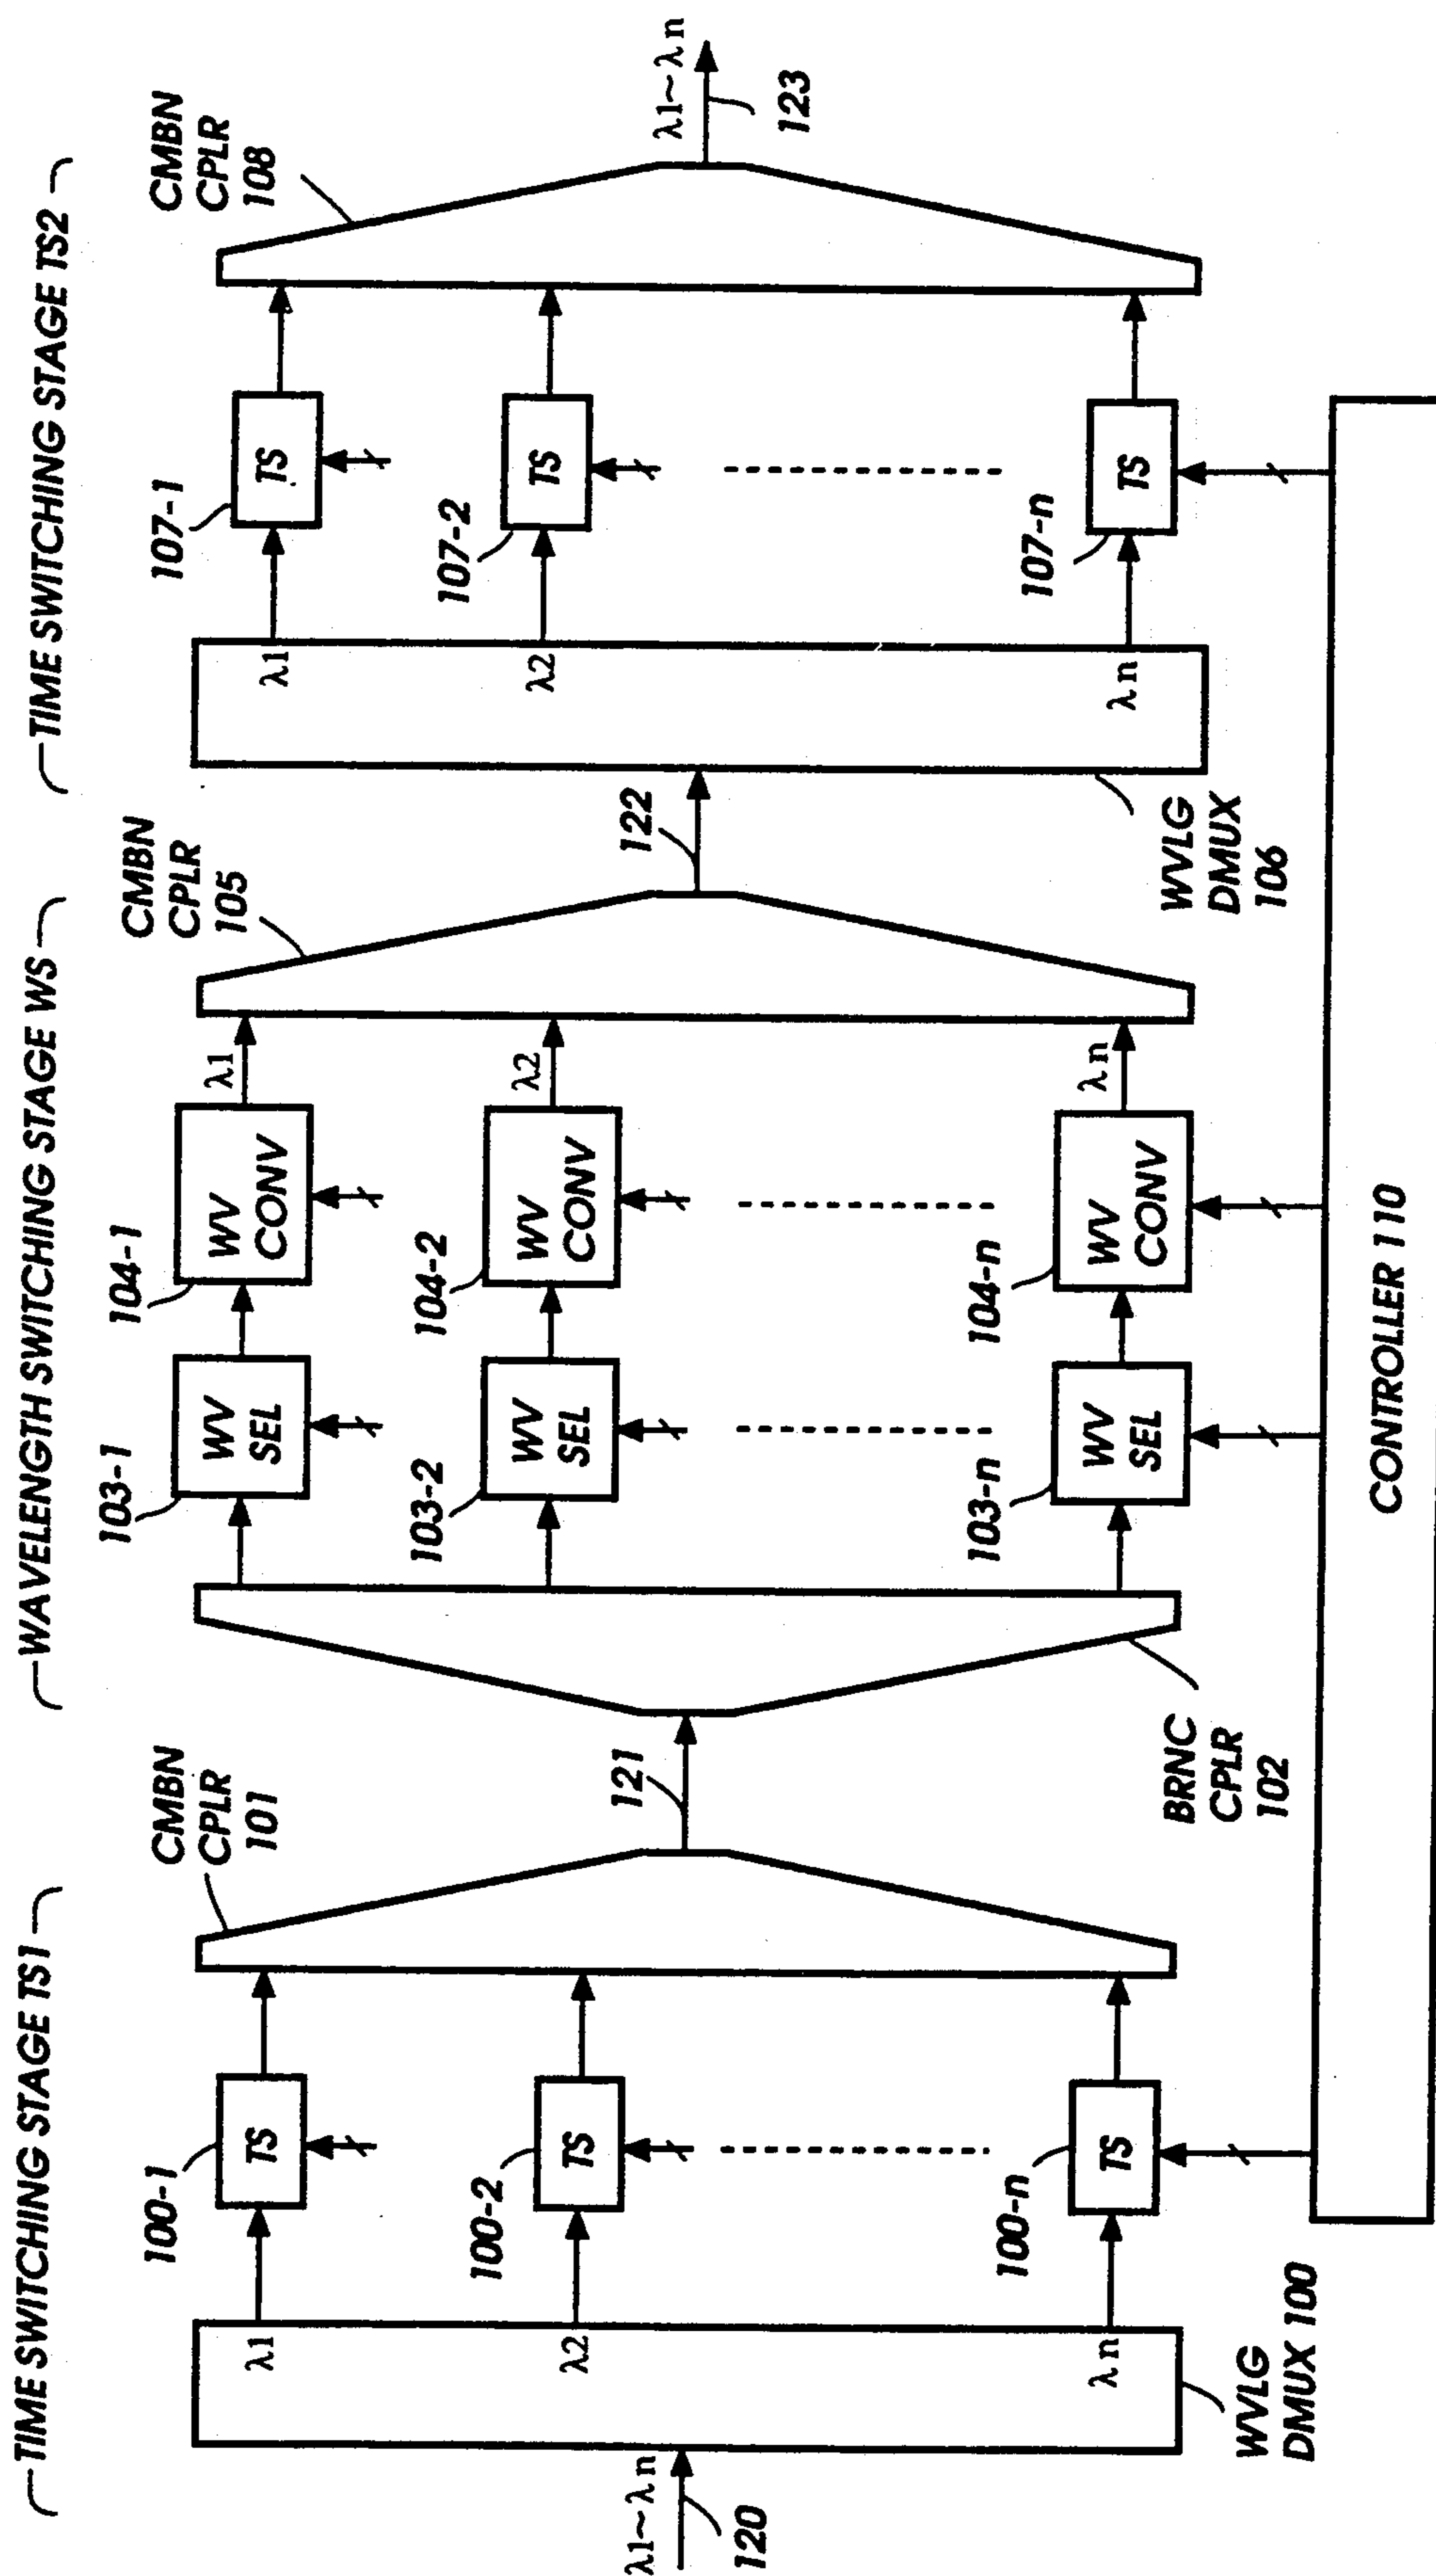 TIME SWITCHING STAGE TS1
WAVELENGTH SWITCHING STAGE WS
TIME SWITCHING STAGE TS2
λ1~λn
120
WVLG
DMUX 100
λ1
λ2
λn
100-1
TS
100-2
TS
100-n
TS
CMBN
CPLR
101
121
BRNC
CPLR
102
103-1
WV
SEL
103-2
WV
SEL
103-n
WV
SEL
104-1
WV
CONV
104-2
WV
CONV
104-n
WV
CONV
λ1
λ2
λn
CMBN
CPLR
105
122
WVLG
DMUX
106
λ1
λ2
λn
107-1
TS
107-2
TS
107-n
TS
CMBN
CPLR
108
λ1~λn
123
CONTROLLER 110